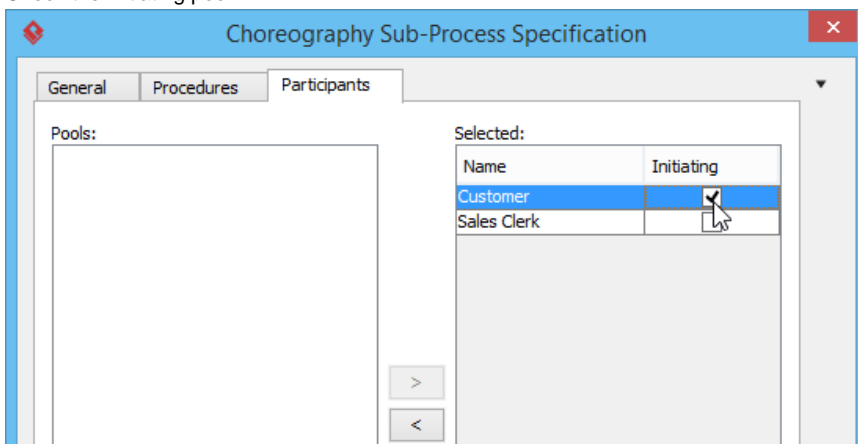 Choreography Sub-Process Specification
General Procedures Participants
Pools: Selected:
Name Initiating
Customer
Sales Clerk
>
<